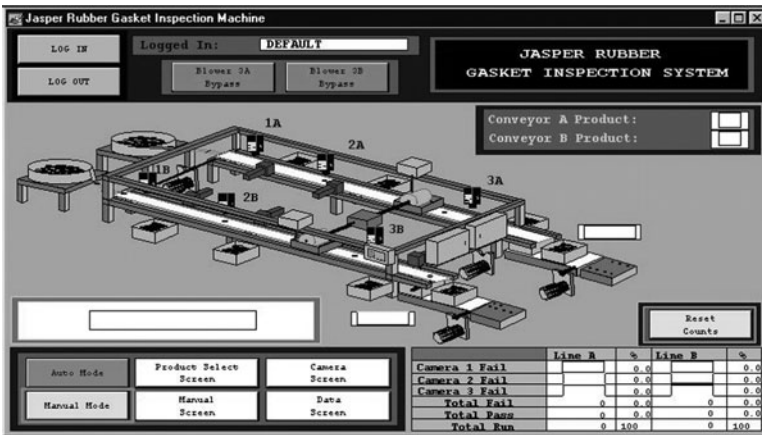 Jasper Rubber Gasket Inspection Machine
LOG IN
Logged In: DEFAULT
LOG OUT
Blower 3A
Bypass
Blower 3B
Bypass
JASPER RUBBER
GASKET INSPECTION SYSTEM
Conveyor A Product:
Conveyor B Product:
1A
2A
3A
1B
2B
3B
Reset
Counts
Auto Mode
Product Select
Screen
Camera
Screen
Manual Mode
Manual
Screen
Data
Screen
Line A % Line B %
Camera 1 Fail 0.0 0.0
Camera 2 Fail 0.0 0.0
Camera 3 Fail 0.0 0.0
Total Fail 0 0.0 0 0.0
Total Pass 0 0.0 0 0.0
Total Run 0 100 0 100